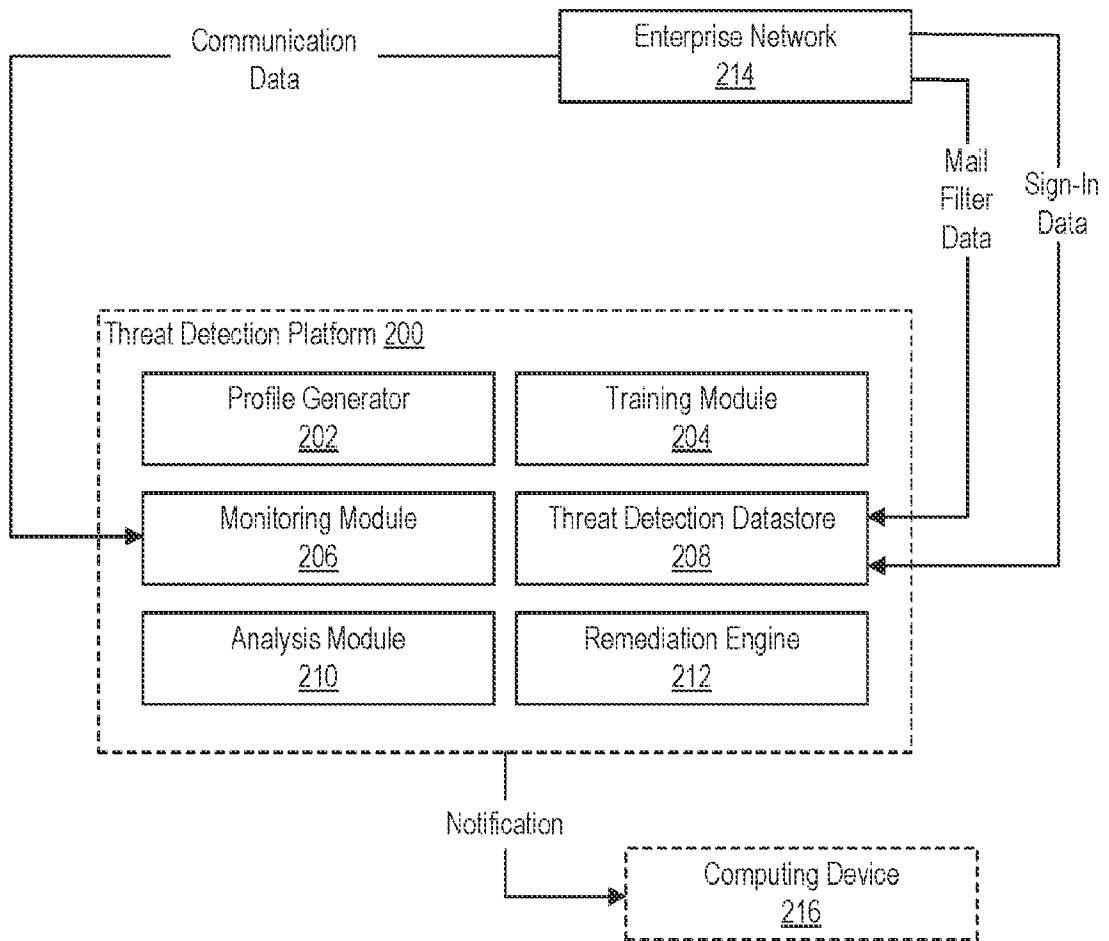 Communication
Data
Enterprise Network
214
Mail
Filter
Data
Sign-In
Data
Threat Detection Platform 200
Profile Generator
202
Training Module
204
Monitoring Module
206
Threat Detection Datastore
208
Analysis Module
210
Remediation Engine
212
Notification
Computing Device
216